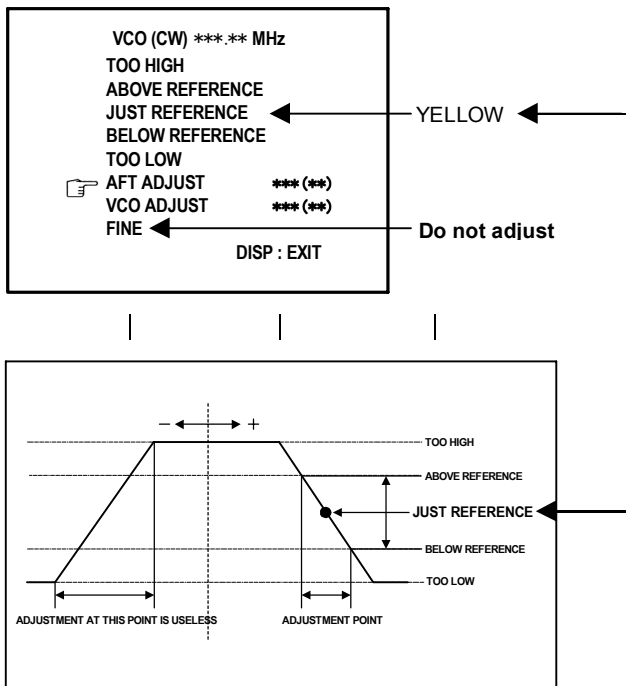 VCO (CW) ***.** MHz
TOO HIGH
ABOVE REFERENCE
JUST REFERENCE
YELLOW
BELOW REFERENCE
TOO LOW
AFT ADJUST ***(**)
VCO ADJUST ***(**)
FINE
Do not adjust
DISP : EXIT
− +
TOO HIGH
ABOVE REFERENCE
JUST REFERENCE
BELOW REFERENCE
TOO LOW
ADJUSTMENT AT THIS POINT IS USELESS
ADJUSTMENT POINT